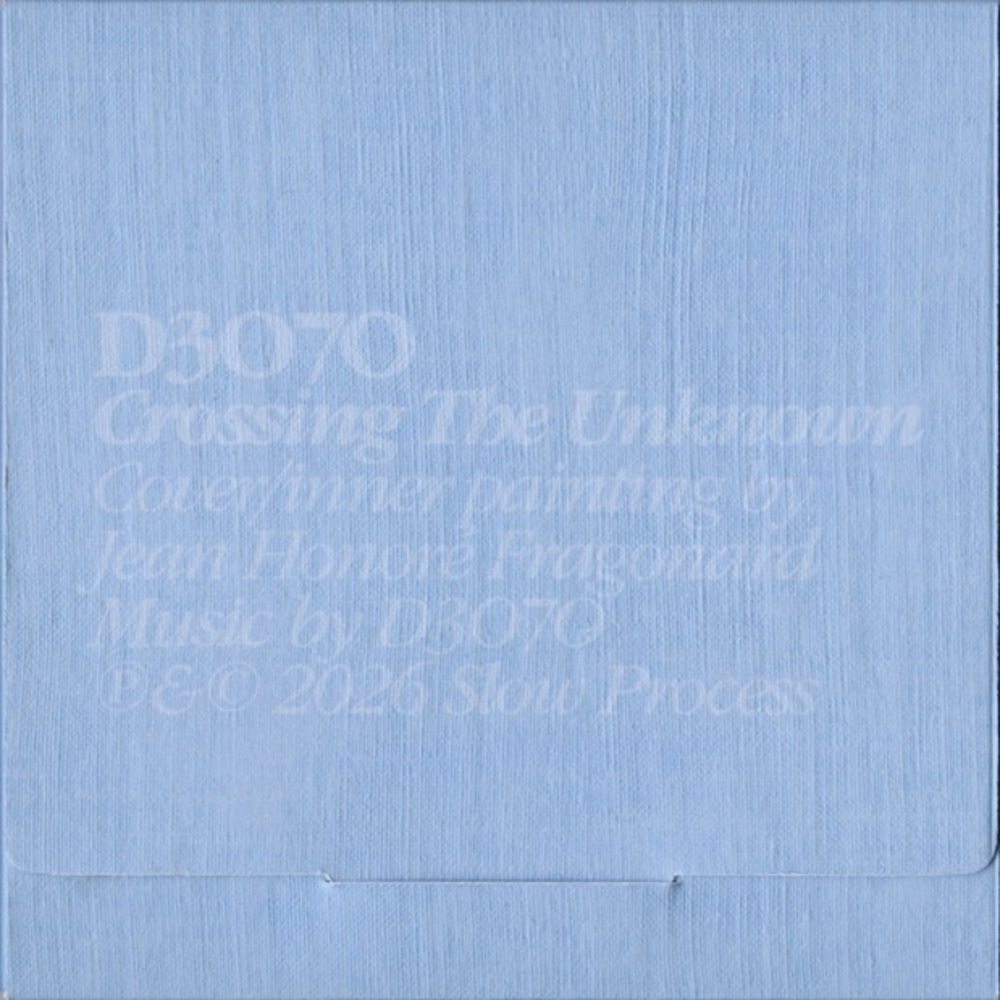 D3O7O
Crossing The Unknown
Cover/inner painting by
Jean Honoré Fragonard
Music by D3O7O
℗&© 2026 Slow Process